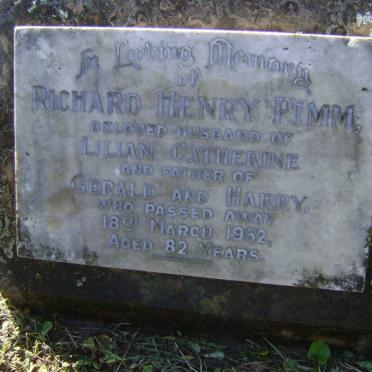 In Loving Memory
of
RICHARD HENRY PIMM,
BELOVED HUSBAND OF
LILIAN CATHERINE
AND FATHER OF
GERALD AND HARRY,
WHO PASSED AWAY
18TH MARCH 1952,
AGED 82 YEARS.